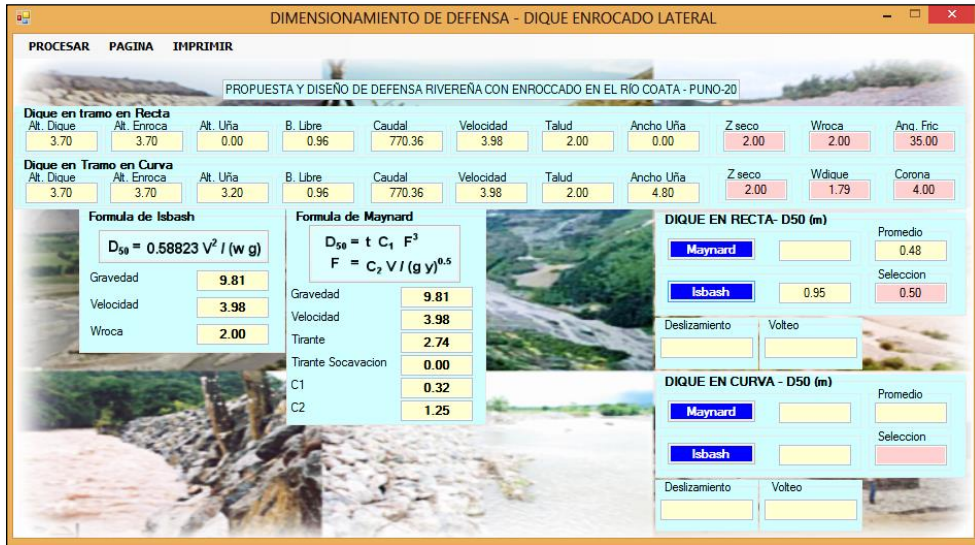 DIMENSIONAMIENTO DE DEFENSA - DIQUE ENROCADO LATERAL
PROCESAR PAGINA IMPRIMIR
PROPUESTA Y DISEÑO DE DEFENSA RIVEREÑA CON ENROCCADO EN EL RÍO COATA - PUNO-20
Dique en tramo en Recta
Alt. Dique Alt. Enroca Alt. Uña B. Libre Caudal Velocidad Talud Ancho Uña Z seco Wroca Ang. Fric
3.70 3.70 0.00 0.96 770.36 3.98 2.00 0.00 2.00 2.00 35.00
Dique en Tramo en Curva
Alt. Dique Alt. Enroca Alt. Uña B. Libre Caudal Velocidad Talud Ancho Uña Z seco Wdique Corona
3.70 3.70 3.20 0.96 770.36 3.98 2.00 4.80 2.00 1.79 4.00
Formula de Isbash
D₅₀ = 0.58823 V² / (w g)
Gravedad 9.81
Velocidad 3.98
Wroca 2.00
Formula de Maynard
D₅₀ = t C₁ F³
F = C₂ V / (g y)⁰·⁵
Gravedad 9.81
Velocidad 3.98
Tirante 2.74
Tirante Socavacion 0.00
C1 0.32
C2 1.25
DIQUE EN RECTA- D50 (m)
Promedio
Maynard 0.48
Seleccion
Isbash 0.95 0.50
Deslizamiento Volteo
DIQUE EN CURVA - D50 (m)
Promedio
Maynard
Seleccion
Isbash
Deslizamiento Volteo